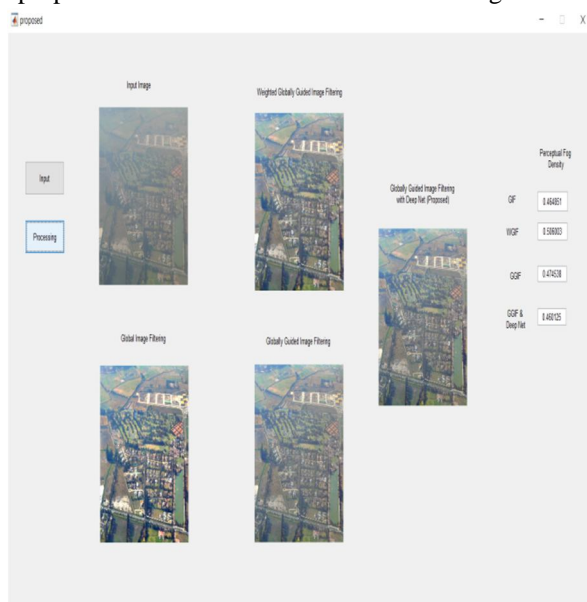 proposed
Input Image
Weighted Globally Guided Image Filtering
Input
Processing
Globally Guided Image Filtering
with Deep Net (Proposed)
Perceptual Fog
Density
GIF 0.464951
WGIF 0.506003
GGIF 0.474538
GGIF &
Deep Net 0.460125
Global Image Filtering
Globally Guided Image Filtering